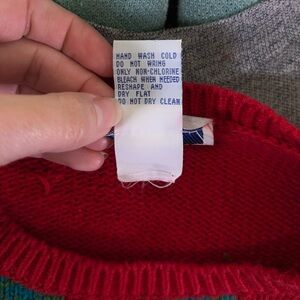 HAND WASH COLD
DO NOT WRING
ONLY NON-CHLORINE
BLEACH WHEN NEEDED
RESHAPE AND
DRY FLAT
DO NOT DRY CLEAN